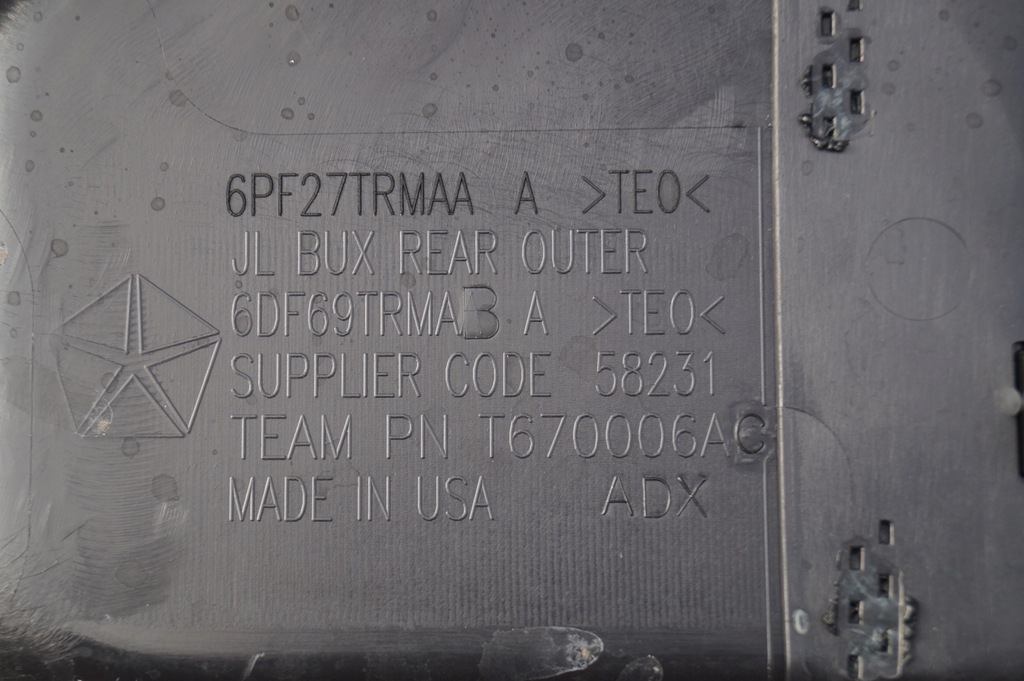 6PF27TRMAA A >TEO<
JL BUX REAR OUTER
6DF69TRMAB A >TEO<
SUPPLIER CODE 58231
TEAM PN T670006AC
MADE IN USA ADX